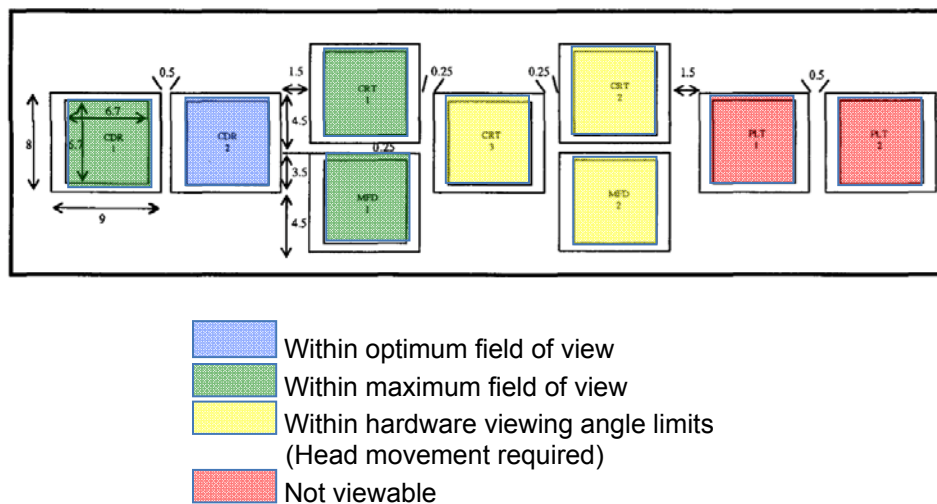 0.5
1.5
0.25
0.25
1.5
0.5
CRT
1
CRT
2
8
6.7
6.7
CDR
1
CDR
2
4.5
0.25
3.5
4.5
CRT
3
PLT
1
PLT
2
MFD
1
MFD
2
9
Within optimum field of view
Within maximum field of view
Within hardware viewing angle limits
(Head movement required)
Not viewable